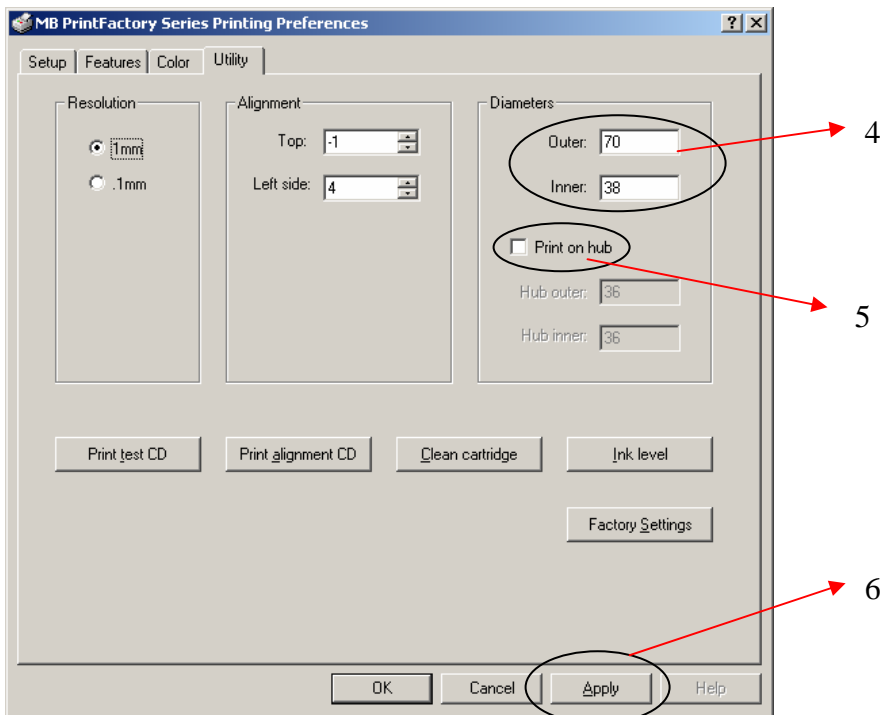 MB PrintFactory Series Printing Preferences
Setup Features Color Utility
Resolution
1mm
.1mm
Alignment
Top: -1
Left side: 4
Diameters
Outer: 70
Inner: 38
Print on hub
Hub outer: 36
Hub inner: 36
4
5
Print test CD Print alignment CD Clean cartridge Ink level
Factory Settings
6
OK Cancel Apply Help